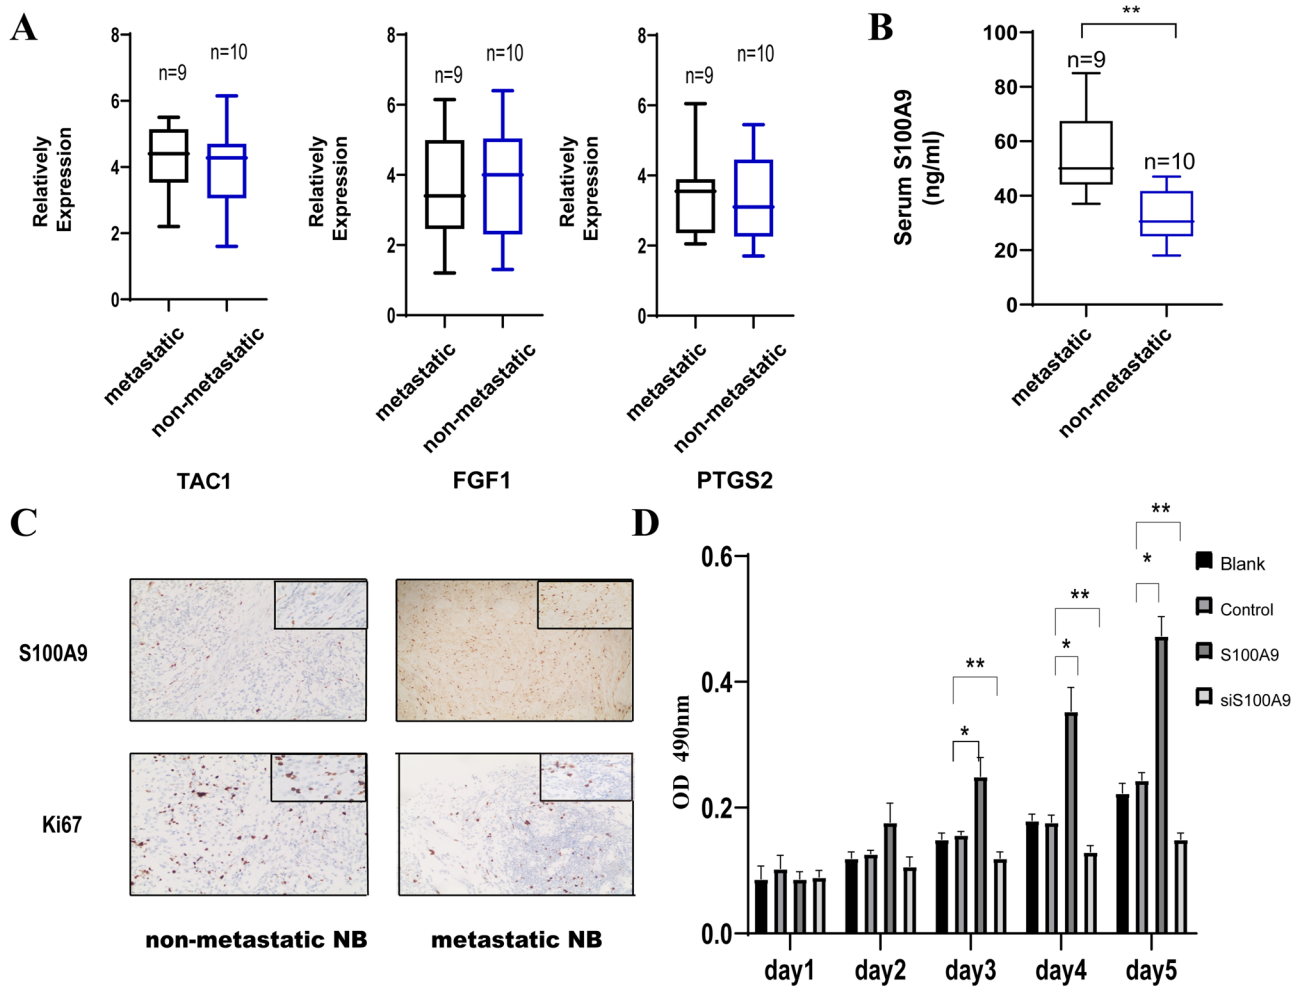 A
8
6
4
2
0
Relatively
Expression
n=9
n=10
metastatic
non-metastatic
TAC1
8
6
4
2
0
Relatively
Expression
n=9
n=10
metastatic
non-metastatic
FGF1
8
6
4
2
0
Relatively
Expression
n=9
n=10
metastatic
non-metastatic
PTGS2
B
100
80
60
40
20
0
Serum S100A9
(ng/ml)
**
n=9
n=10
metastatic
non-metastatic
C
S100A9
Ki67
non-metastatic NB
metastatic NB
D
0.6
0.4
0.2
0.0
OD 490nm
**
*
**
*
**
*
day1
day2
day3
day4
day5
Blank
Control
S100A9
siS100A9